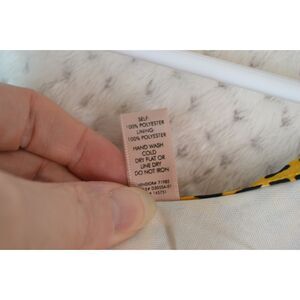 SELF:
100% POLYESTER
LINING:
100% POLYESTER
HAND WASH
COLD
DRY FLAT OR
LINE DRY
DO NOT IRON